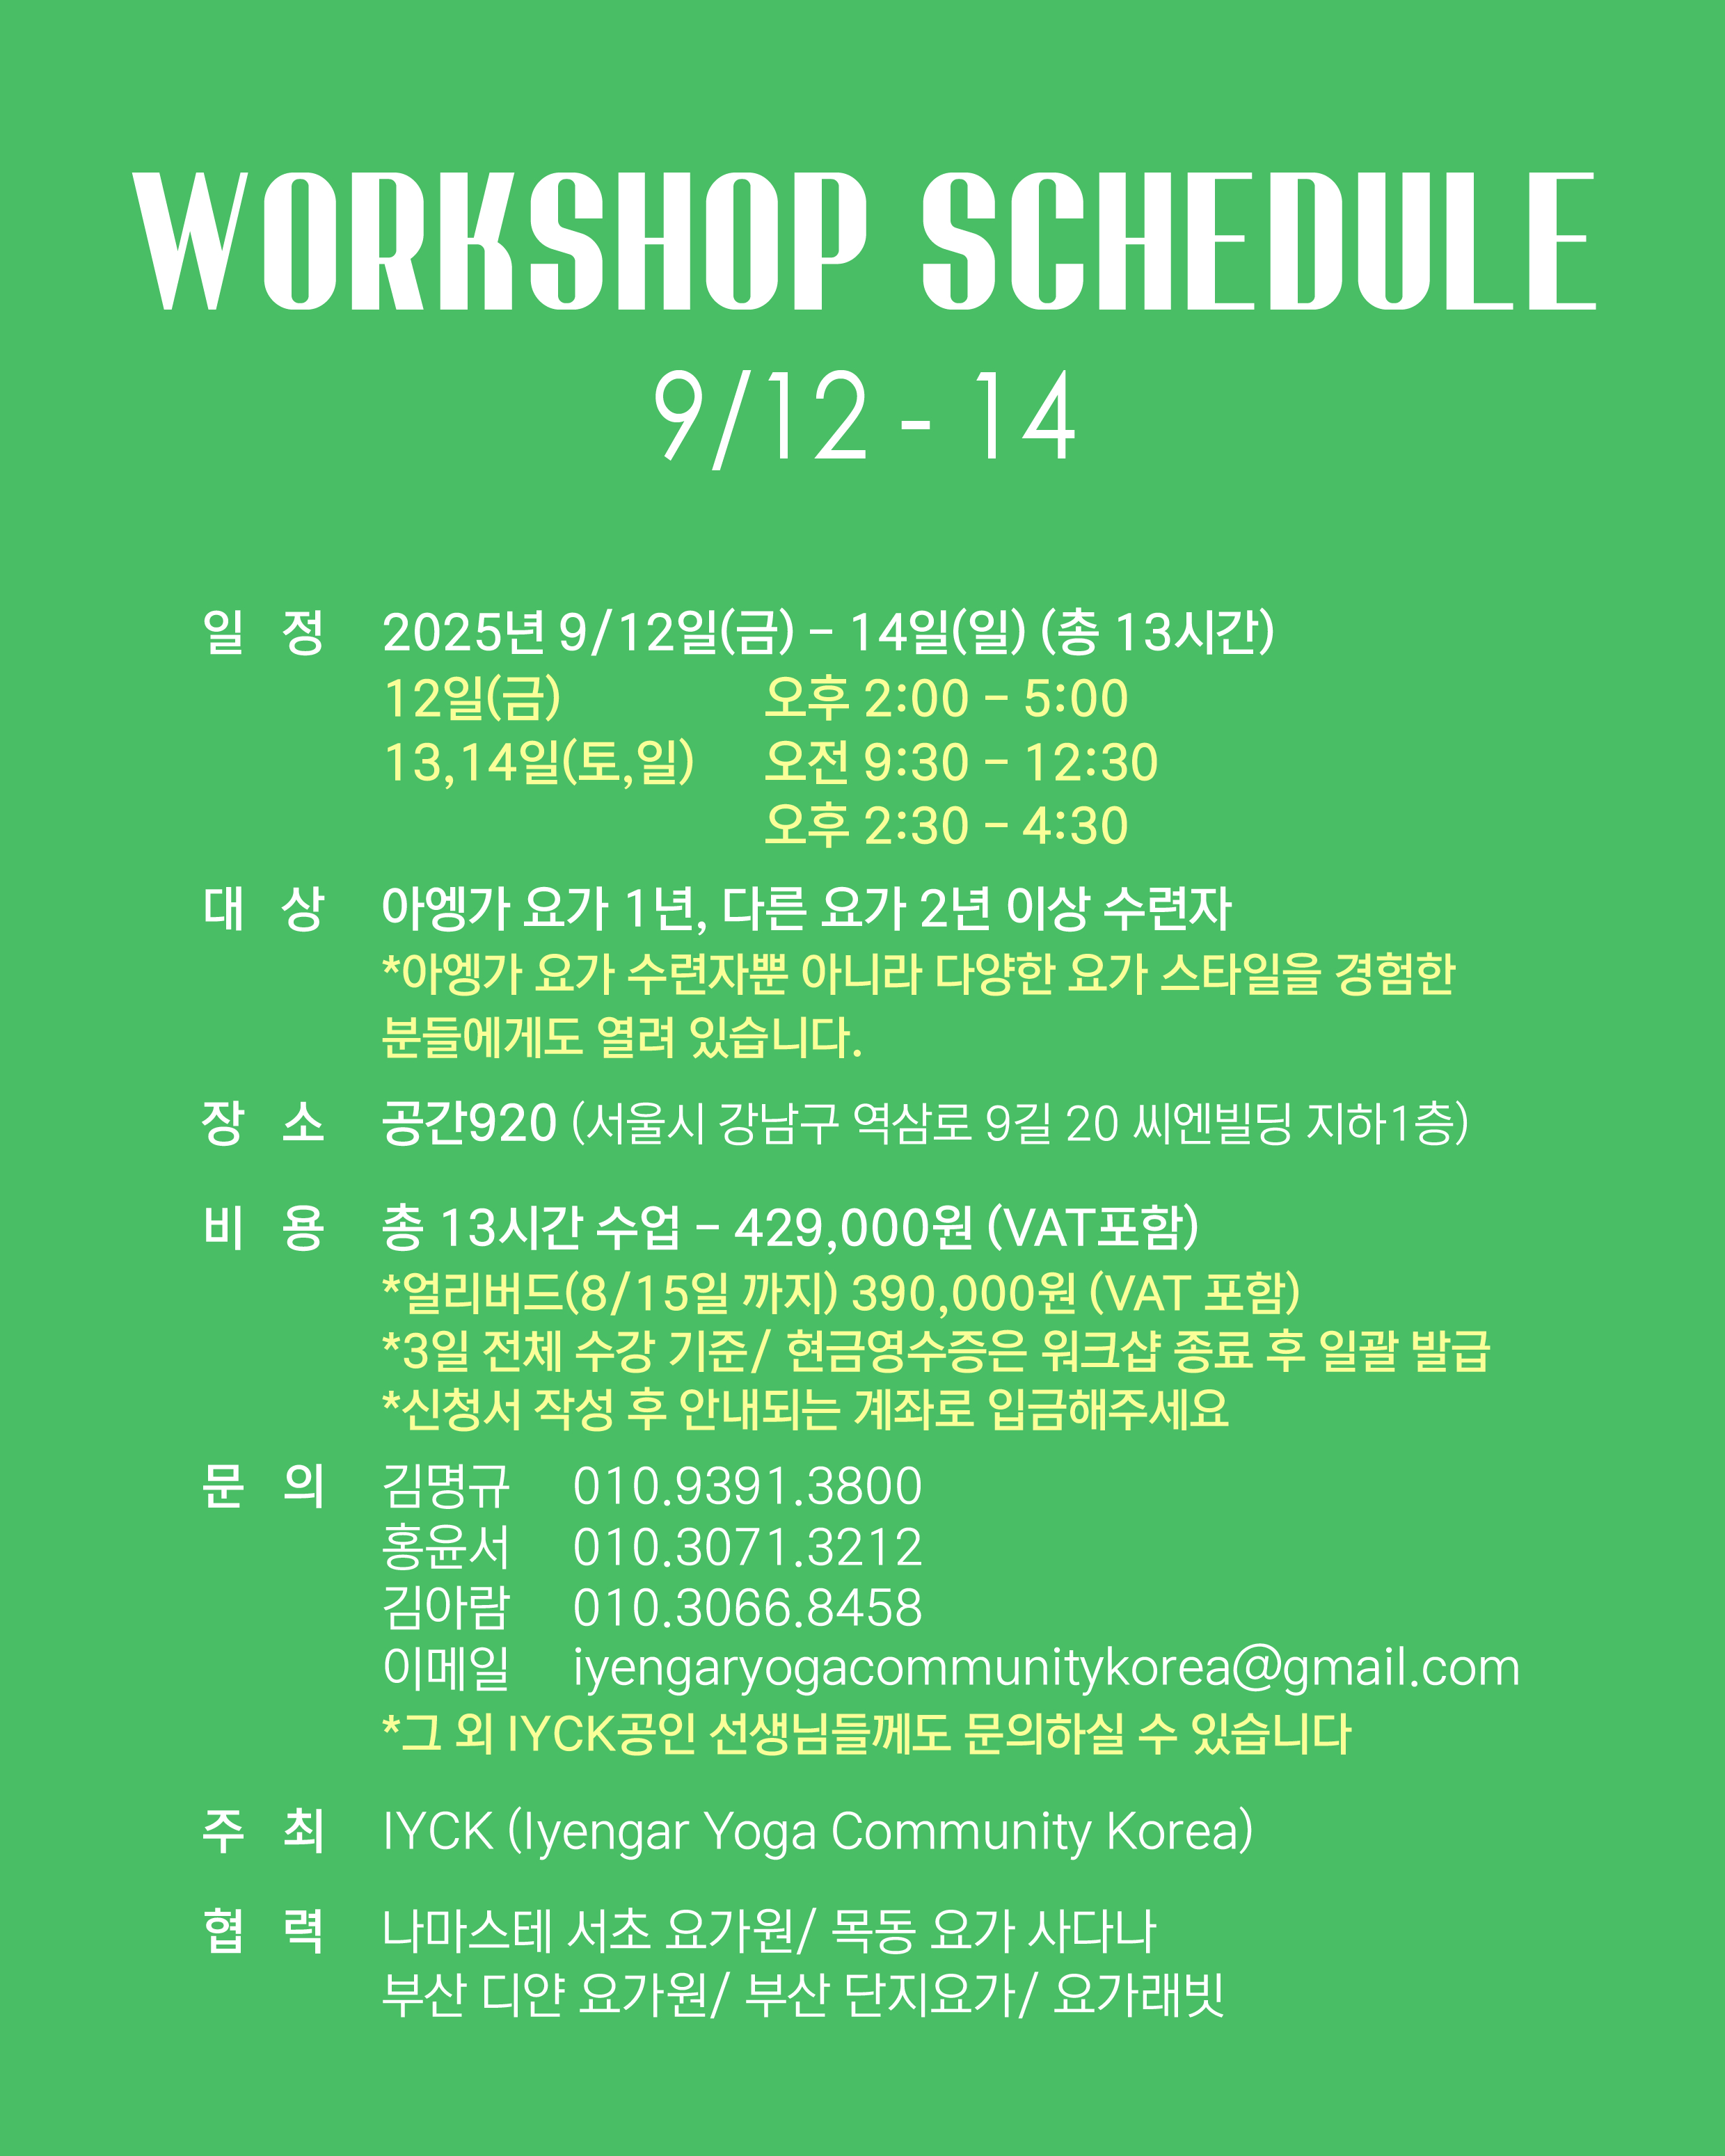 WORKSHOP SCHEDULE
9/12 - 14
일 정 2025년 9/12일(금) - 14일(일) (총 13시간)
12일(금) 오후 2:00 - 5:00
13,14일(토,일) 오전 9:30 - 12:30
오후 2:30 - 4:30
대 상 아엥가 요가 1년, 다른 요가 2년 이상 수련자
*아엥가 요가 수련자뿐 아니라 다양한 요가 스타일을 경험한
분들에게도 열려 있습니다.
장 소 공간920 (서울시 강남구 역삼로 9길 20 씨엔빌딩 지하1층)
비 용 총 13시간 수업 - 429,000원 (VAT포함)
*얼리버드(8/15일 까지) 390,000원 (VAT 포함)
*3일 전체 수강 기준/ 현금영수증은 워크샵 종료 후 일괄 발급
*신청서 작성 후 안내되는 계좌로 입금해주세요
문 의 김명규 010.9391.3800
홍윤서 010.3071.3212
김아람 010.3066.8458
이메일 iyengaryogacommunitykorea@gmail.com
*그 외 IYCK공인 선생님들께도 문의하실 수 있습니다
주 최 IYCK (Iyengar Yoga Community Korea)
협 력 나마스테 서초 요가원/ 목동 요가 사다나
부산 디얀 요가원/ 부산 단지요가/ 요가래빗